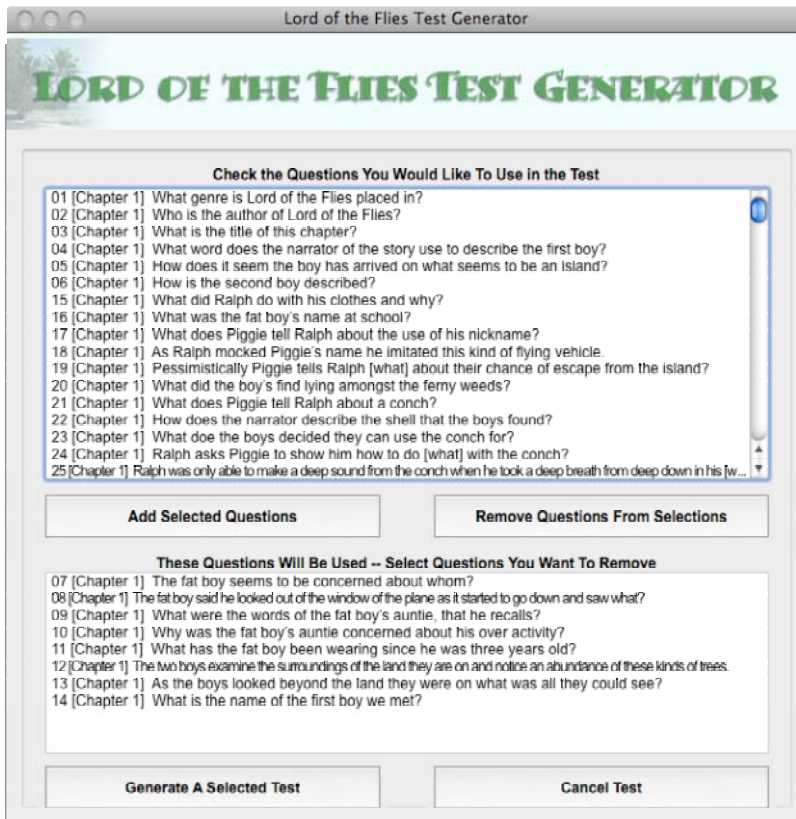 Lord of the Flies Test Generator
LORD OF THE FLIES TEST GENERATOR
Check the Questions You Would Like To Use in the Test
01 [Chapter 1] What genre is Lord of the Flies placed in?
02 [Chapter 1] Who is the author of Lord of the Flies?
03 [Chapter 1] What is the title of this chapter?
04 [Chapter 1] What word does the narrator of the story use to describe the first boy?
05 [Chapter 1] How does it seem the boy has arrived on what seems to be an island?
06 [Chapter 1] How is the second boy described?
15 [Chapter 1] What did Ralph do with his clothes and why?
16 [Chapter 1] What was the fat boy's name at school?
17 [Chapter 1] What does Piggie tell Ralph about the use of his nickname?
18 [Chapter 1] As Ralph mocked Piggie's name he imitated this kind of flying vehicle.
19 [Chapter 1] Pessimistically Piggie tells Ralph [what] about their chance of escape from the island?
20 [Chapter 1] What did the boy's find lying amongst the ferny weeds?
21 [Chapter 1] What does Piggie tell Ralph about a conch?
22 [Chapter 1] How does the narrator describe the shell that the boys found?
23 [Chapter 1] What doe the boys decided they can use the conch for?
24 [Chapter 1] Ralph asks Piggie to show him how to do [what] with the conch?
25 [Chapter 1] Ralph was only able to make a deep sound from the conch when he took a deep breath from deep down in his [w...
Add Selected Questions
Remove Questions From Selections
These Questions Will Be Used -- Select Questions You Want To Remove
07 [Chapter 1] The fat boy seems to be concerned about whom?
08 [Chapter 1] The fat boy said he looked out of the window of the plane as it started to go down and saw what?
09 [Chapter 1] What were the words of the fat boy's auntie, that he recalls?
10 [Chapter 1] Why was the fat boy's auntie concerned about his over activity?
11 [Chapter 1] What has the fat boy been wearing since he was three years old?
12 [Chapter 1] The two boys examine the surroundings of the land they are on and notice an abundance of these kinds of trees.
13 [Chapter 1] As the boys looked beyond the land they were on what was all they could see?
14 [Chapter 1] What is the name of the first boy we met?
Generate A Selected Test
Cancel Test